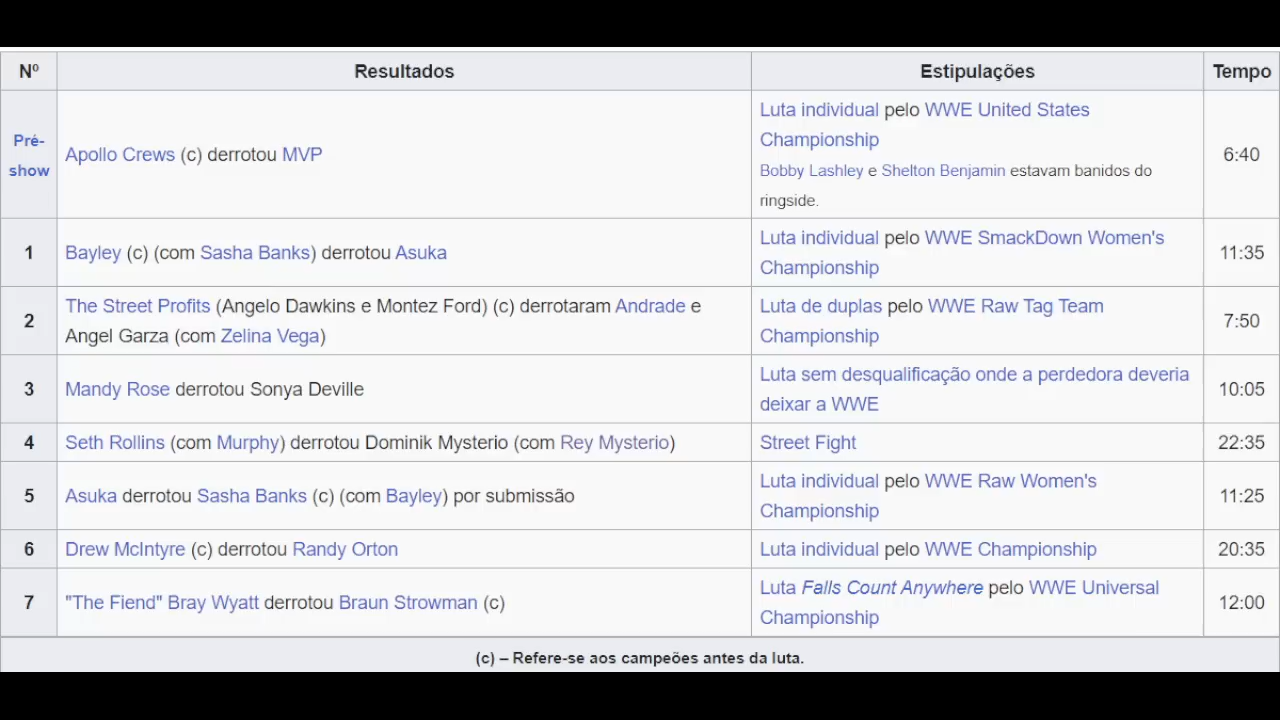 Nº Resultados Estipulações Tempo
Pré-
show
Apollo Crews (c) derrotou MVP
Luta individual pelo WWE United States
Championship
Bobby Lashley e Shelton Benjamin estavam banidos do
ringside.
6:40
1
Bayley (c) (com Sasha Banks) derrotou Asuka
Luta individual pelo WWE SmackDown Women's
Championship
11:35
2
The Street Profits (Angelo Dawkins e Montez Ford) (c) derrotaram Andrade e
Angel Garza (com Zelina Vega)
Luta de duplas pelo WWE Raw Tag Team
Championship
7:50
3
Mandy Rose derrotou Sonya Deville
Luta sem desqualificação onde a perdedora deveria
deixar a WWE
10:05
4
Seth Rollins (com Murphy) derrotou Dominik Mysterio (com Rey Mysterio)
Street Fight
22:35
5
Asuka derrotou Sasha Banks (c) (com Bayley) por submissão
Luta individual pelo WWE Raw Women's
Championship
11:25
6
Drew McIntyre (c) derrotou Randy Orton
Luta individual pelo WWE Championship
20:35
7
"The Fiend" Bray Wyatt derrotou Braun Strowman (c)
Luta Falls Count Anywhere pelo WWE Universal
Championship
12:00
(c) – Refere-se aos campeões antes da luta.